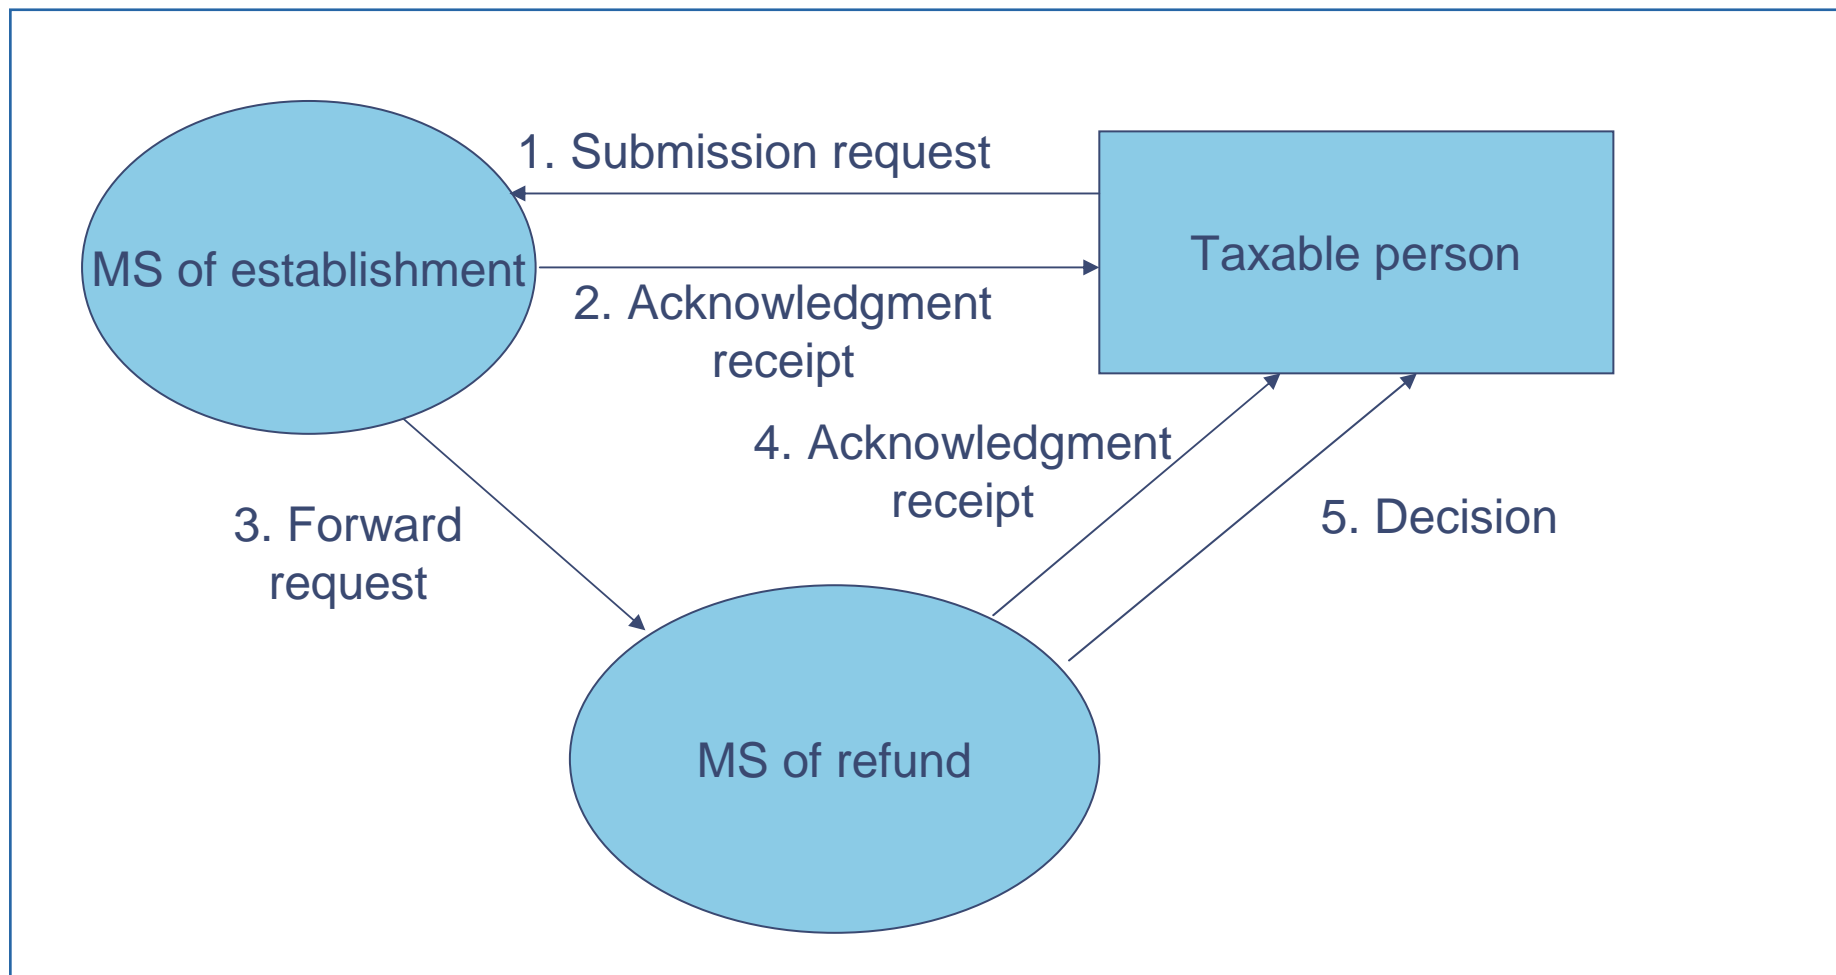 1. Submission request
MS of establishment
Taxable person
2. Acknowledgment
receipt
4. Acknowledgment
receipt
3. Forward
request
5. Decision
MS of refund